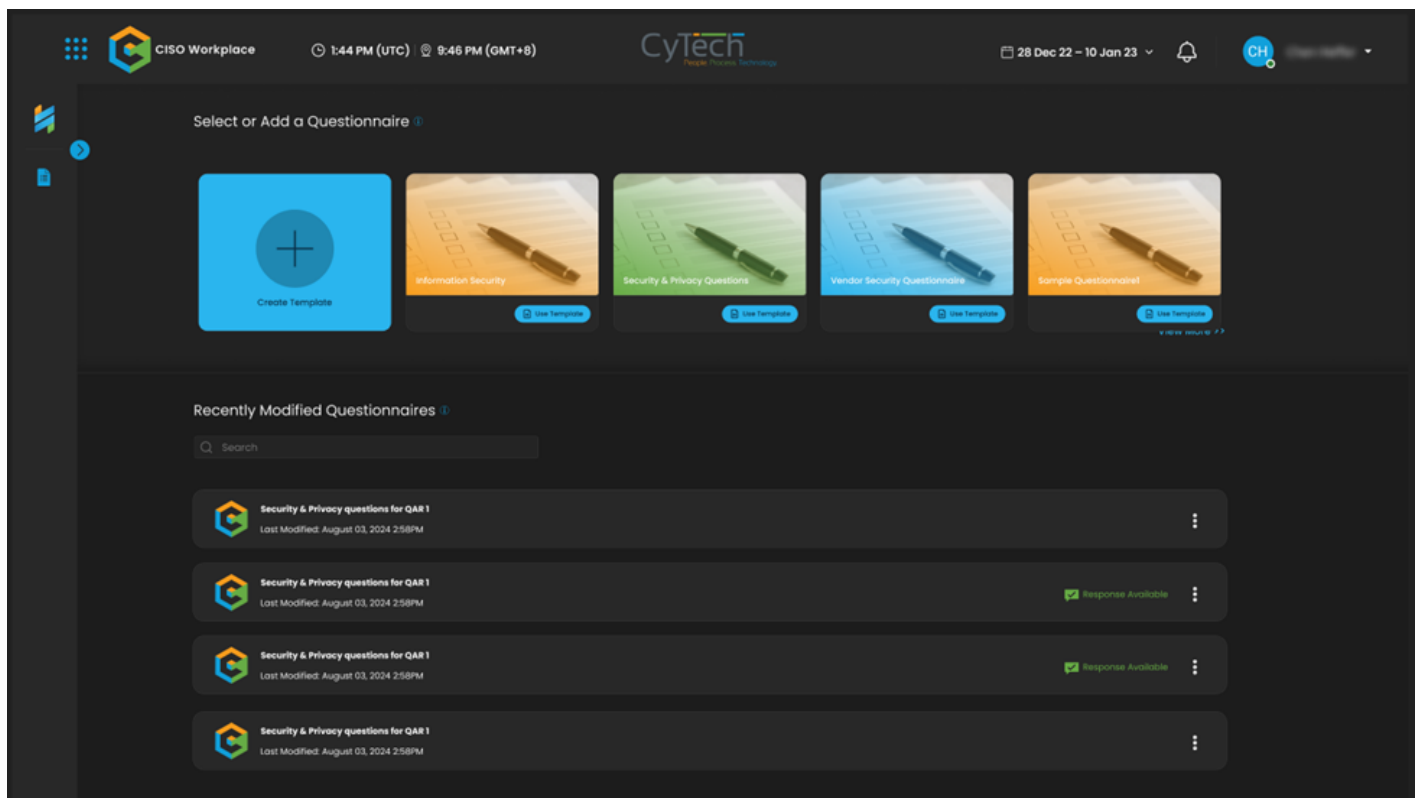 CISO Workplace
1:44 PM (UTC)
9:46 PM (GMT+8)
CyTech
People Process Technology
28 Dec 22 – 10 Jan 23
CH
Select or Add a Questionnaire
Create Template
Information Security
Use Template
Security & Privacy Questions
Use Template
Vendor Security Questionnaire
Use Template
Sample Questionnaire1
Use Template
View More >>
Recently Modified Questionnaires
Search
Security & Privacy questions for QAR 1
Last Modified: August 03, 2024 2:58PM
Security & Privacy questions for QAR 1
Last Modified: August 03, 2024 2:58PM
Response Available
Security & Privacy questions for QAR 1
Last Modified: August 03, 2024 2:58PM
Response Available
Security & Privacy questions for QAR 1
Last Modified: August 03, 2024 2:58PM